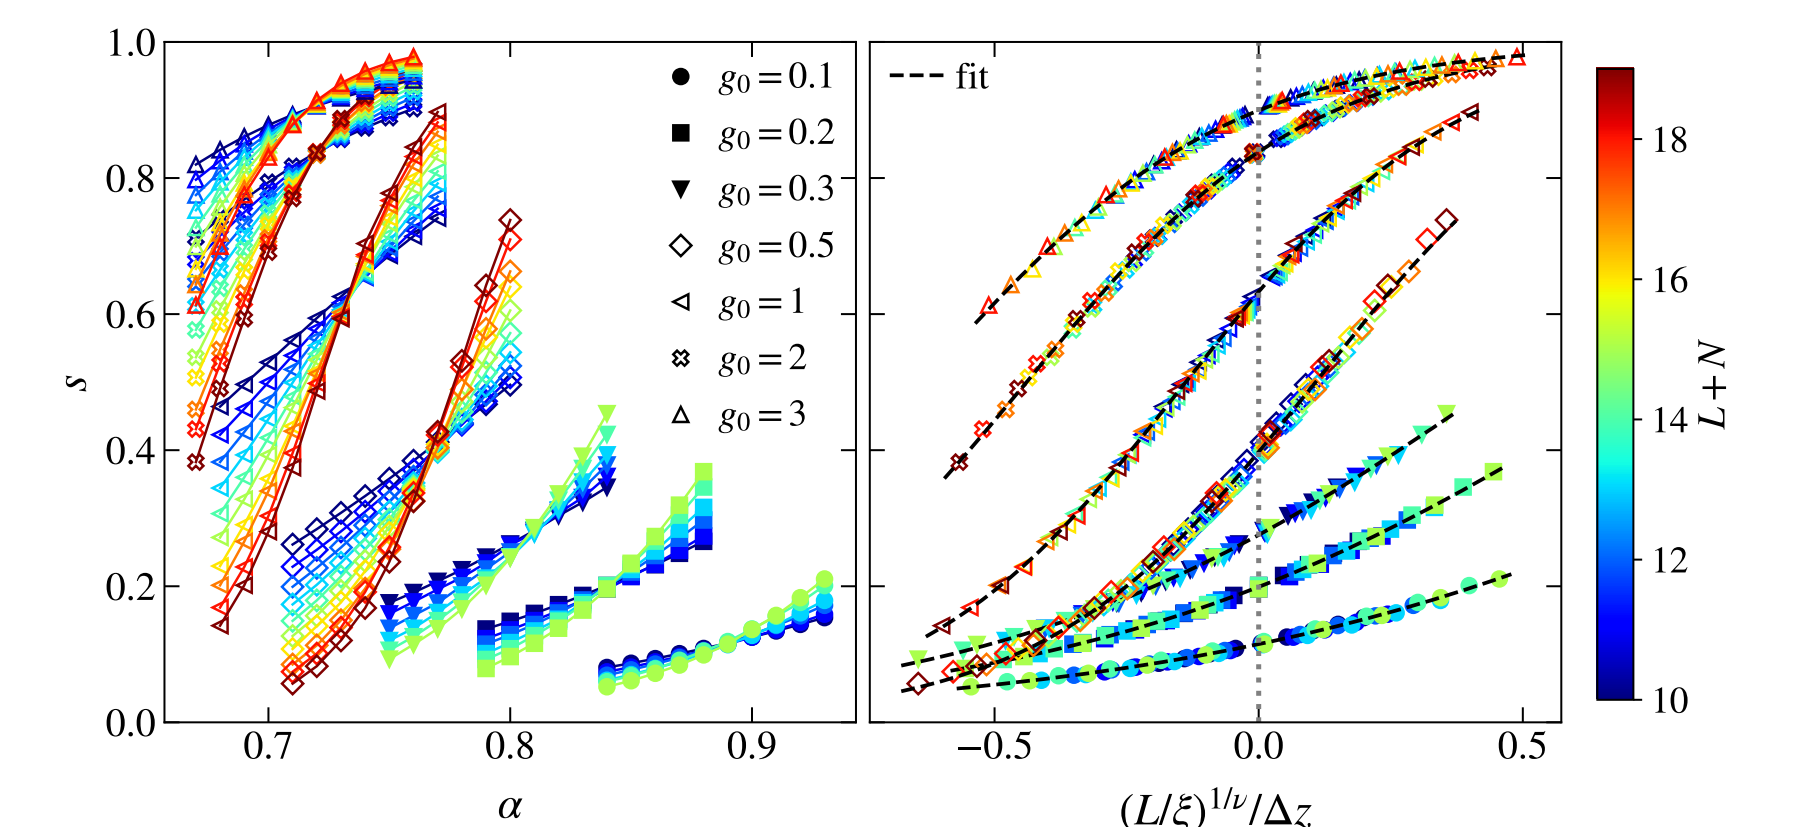 1.0
0.8
0.6
0.4
0.2
0.0
s
0.7 0.8 0.9
α
g₀ = 0.1
g₀ = 0.2
g₀ = 0.3
g₀ = 0.5
g₀ = 1
g₀ = 2
g₀ = 3
fit
−0.5 0.0 0.5
(L/ξ)^{1/ν}/Δz
18
16
14
12
10
L + N